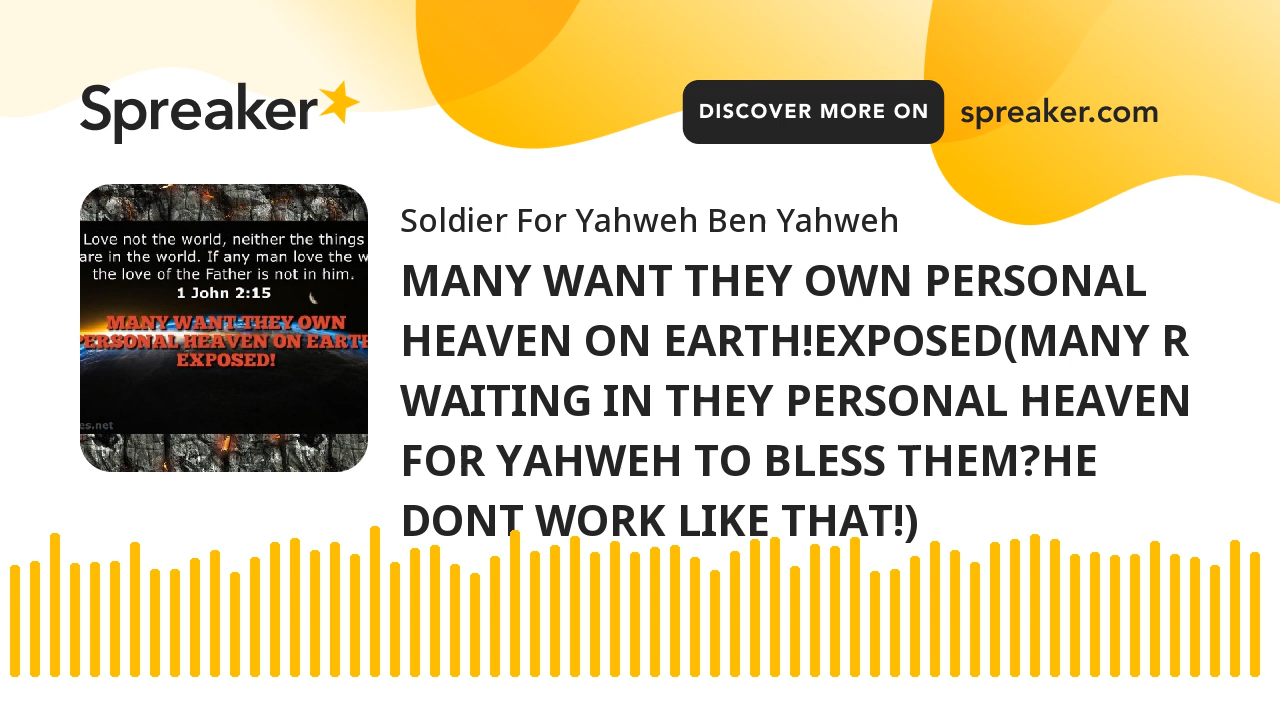 Spreaker
DISCOVER MORE ON spreaker.com
Soldier For Yahweh Ben Yahweh
MANY WANT THEY OWN PERSONAL
HEAVEN ON EARTH!EXPOSED(MANY R
WAITING IN THEY PERSONAL HEAVEN
FOR YAHWEH TO BLESS THEM?HE
DONT WORK LIKE THAT!)
Love not the world, neither the things
are in the world. If any man love the w
the love of the Father is not in him.
1 John 2:15
MANY WANT THEY OWN
PERSONAL HEAVEN ON EARTH
EXPOSED!
es.net